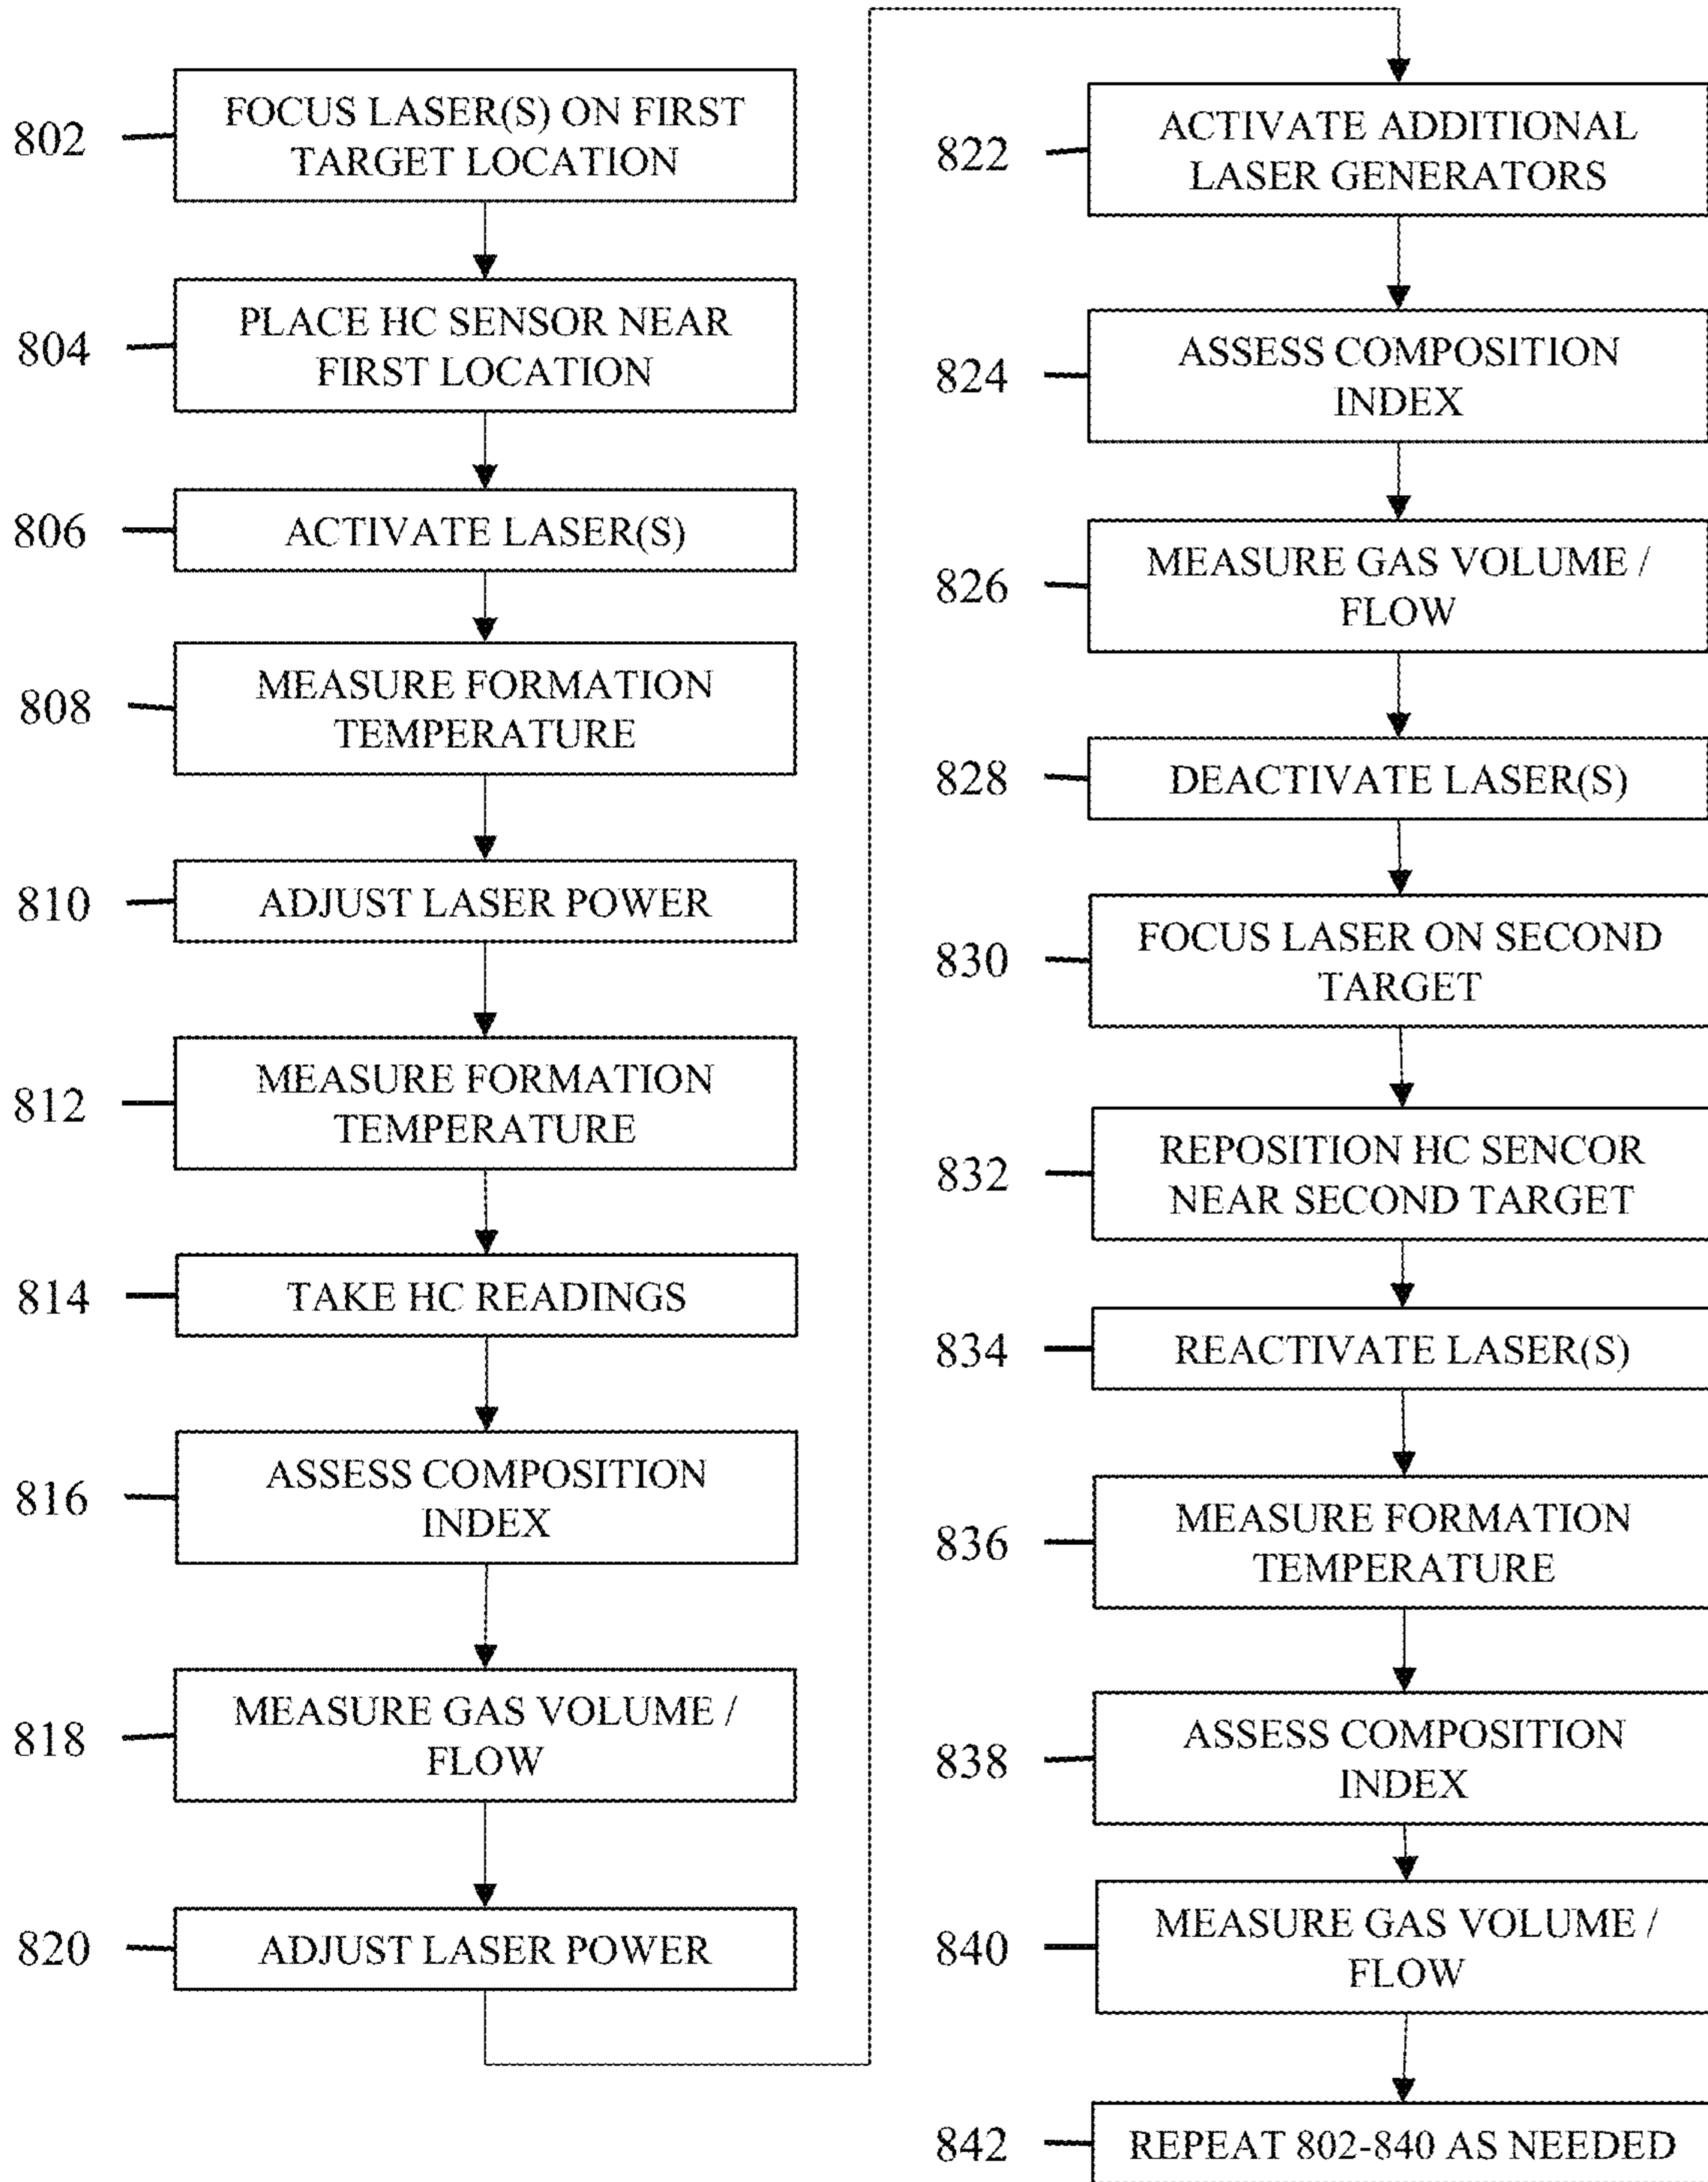 802
FOCUS LASER(S) ON FIRST
TARGET LOCATION
804
PLACE HC SENSOR NEAR
FIRST LOCATION
806
ACTIVATE LASER(S)
808
MEASURE FORMATION
TEMPERATURE
810
ADJUST LASER POWER
812
MEASURE FORMATION
TEMPERATURE
814
TAKE HC READINGS
816
ASSESS COMPOSITION
INDEX
818
MEASURE GAS VOLUME /
FLOW
820
ADJUST LASER POWER
822
ACTIVATE ADDITIONAL
LASER GENERATORS
824
ASSESS COMPOSITION
INDEX
826
MEASURE GAS VOLUME /
FLOW
828
DEACTIVATE LASER(S)
830
FOCUS LASER ON SECOND
TARGET
832
REPOSITION HC SENCOR
NEAR SECOND TARGET
834
REACTIVATE LASER(S)
836
MEASURE FORMATION
TEMPERATURE
838
ASSESS COMPOSITION
INDEX
840
MEASURE GAS VOLUME /
FLOW
842
REPEAT 802-840 AS NEEDED